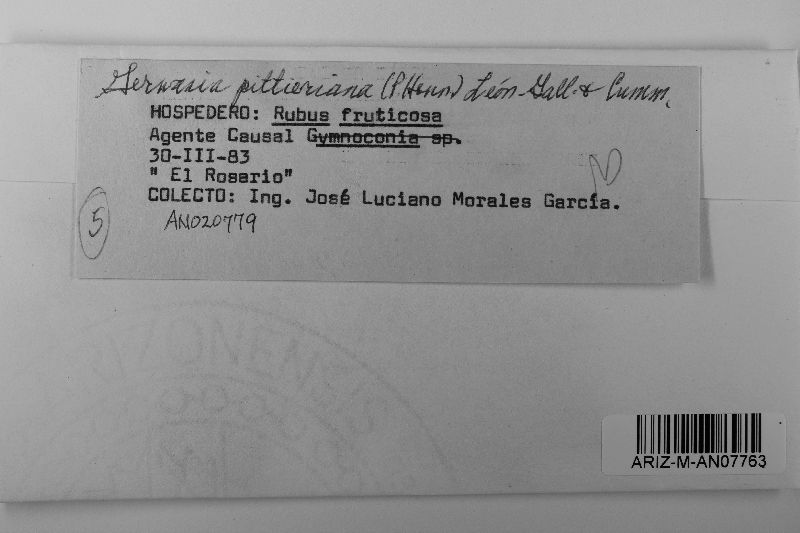 Gerwasia pittieriana (P. Henn.) León-Gall. & Cumm.
HOSPEDERO: Rubus fruticosa
Agente Causal Gymnoconia sp.
30-III-83
" El Rosario"
COLECTO: Ing. José Luciano Morales García.
5
AN020779
ARIZ-M-AN07763